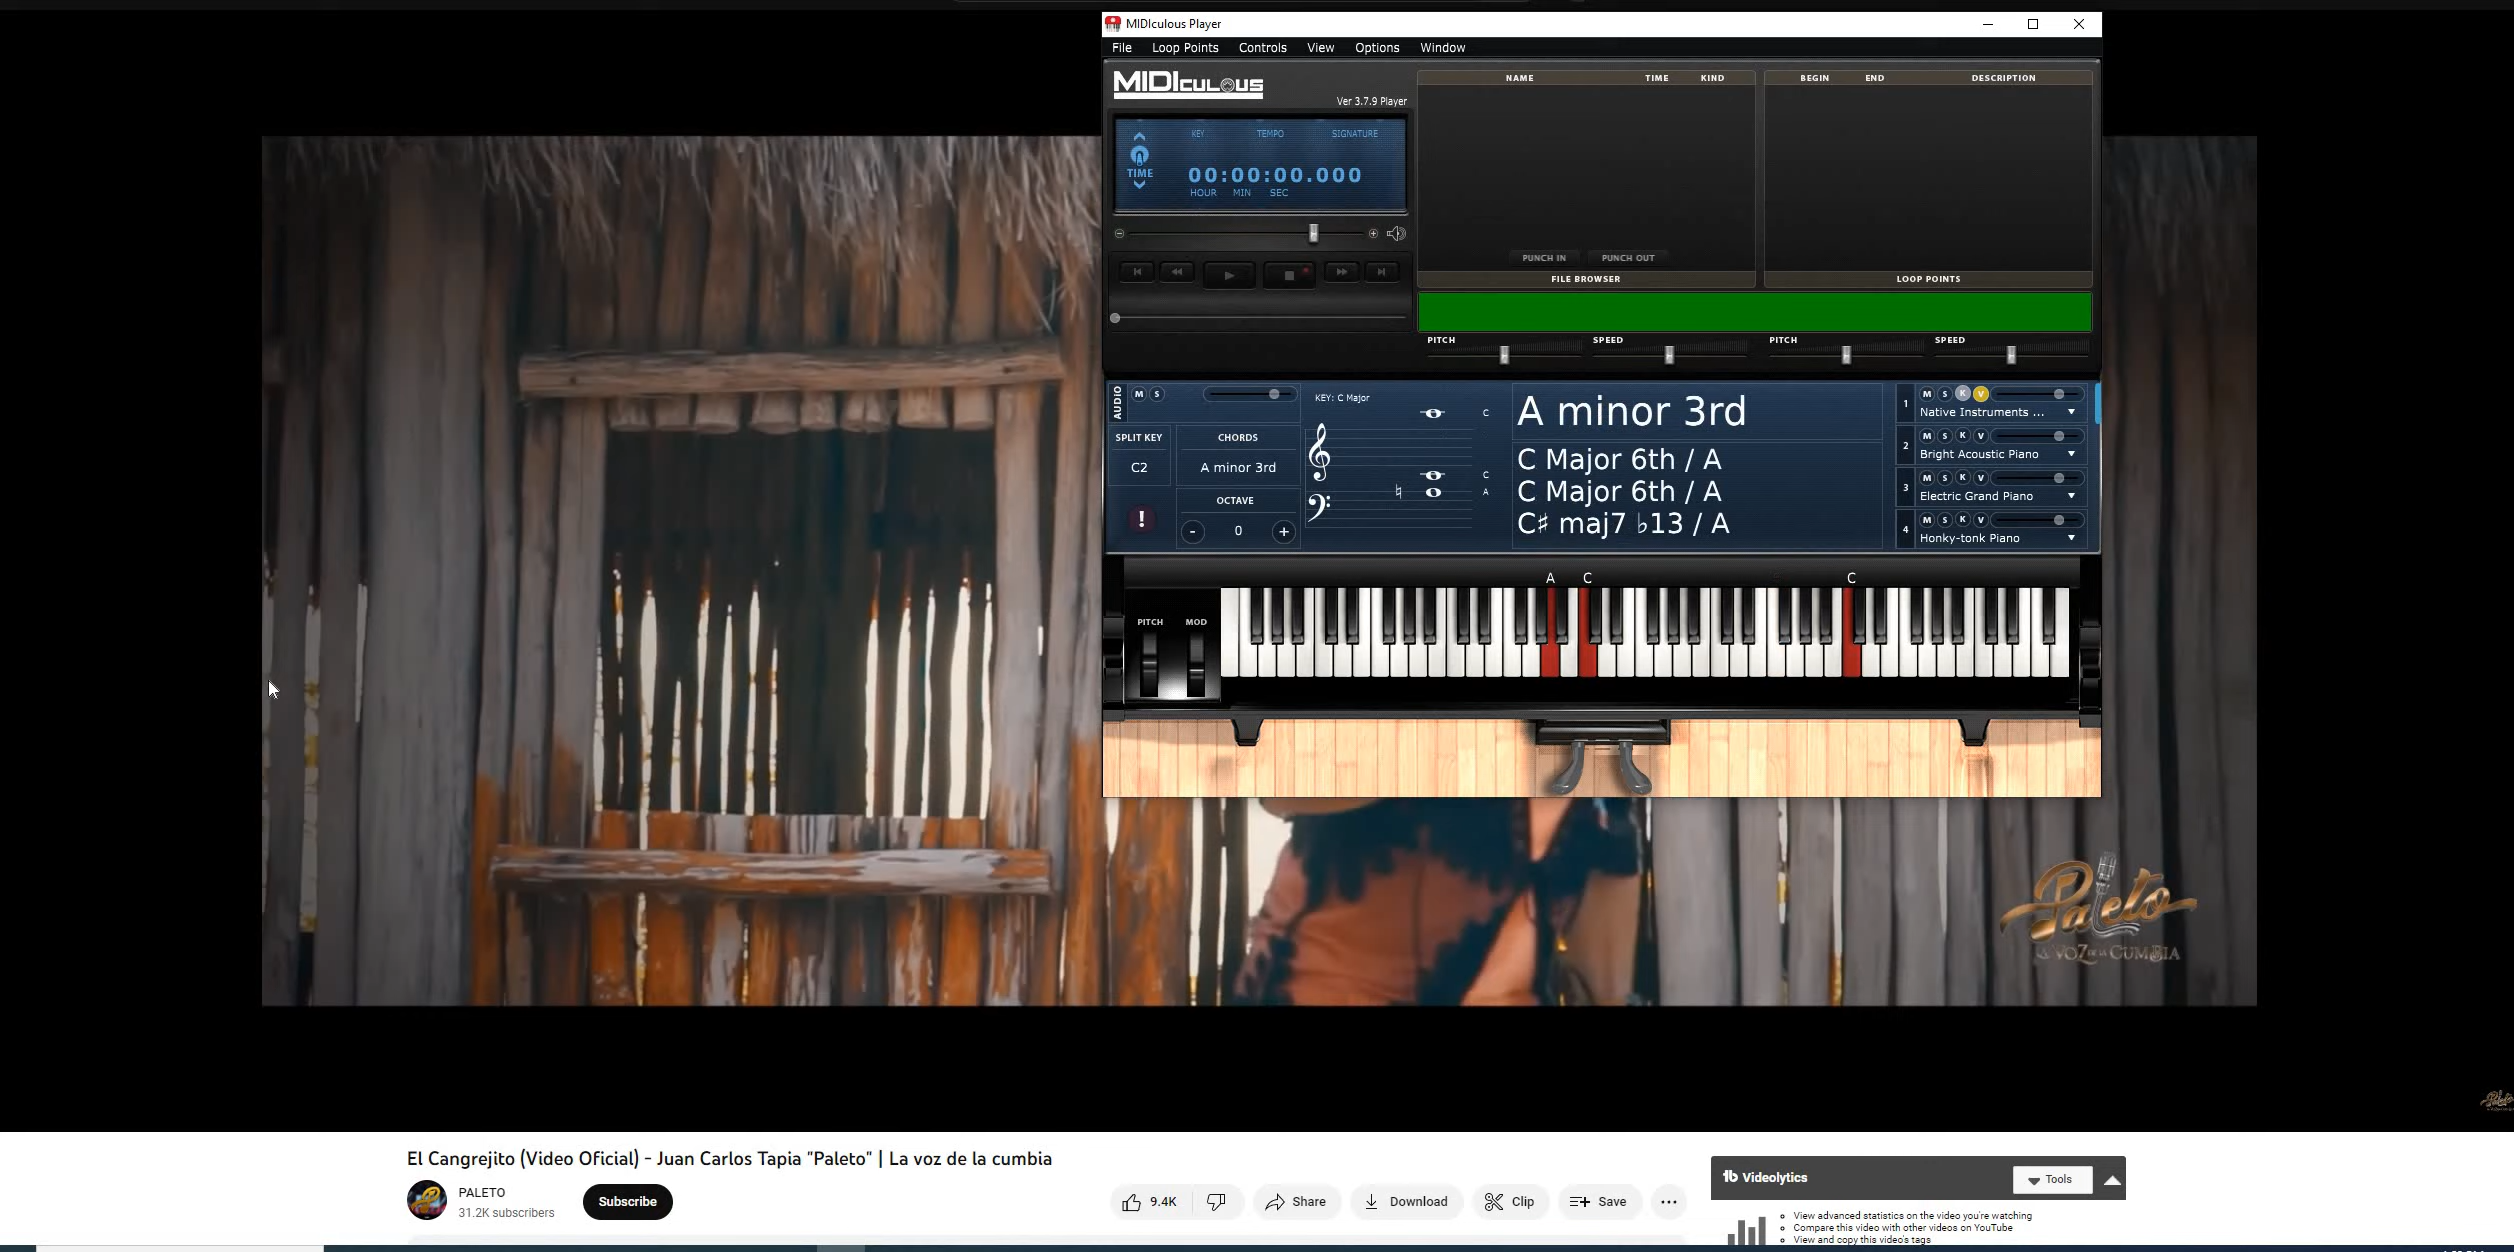 MIDIculous Player
File Loop Points Controls View Options Window
MIDIculous
Ver 3.7.9 Player
KEY TEMPO SIGNATURE
TIME
00:00:00.000
HOUR MIN SEC
NAME TIME KIND
PUNCH IN PUNCH OUT
FILE BROWSER
BEGIN END DESCRIPTION
LOOP POINTS
PITCH SPEED PITCH SPEED
AUDIO
M S
SPLIT KEY
C2
!
CHORDS
A minor 3rd
OCTAVE
- 0 +
KEY: C Major
C
C
A
A minor 3rd
C Major 6th / A
C Major 6th / A
C♯ maj7 ♭13 / A
1 M S K V
Native Instruments ...
2 M S K V
Bright Acoustic Piano
3 M S K V
Electric Grand Piano
4 M S K V
Honky-tonk Piano
A C C
PITCH MOD
Paleto
LA VOZ DE LA CUMBIA
El Cangrejito (Video Oficial) - Juan Carlos Tapia "Paleto" | La voz de la cumbia
PALETO
31.2K subscribers
Subscribe
9.4K
Share
Download
Clip
Save
tb Videolytics
Tools
View advanced statistics on the video you're watching
Compare this video with other videos on YouTube
View and copy this video's tags